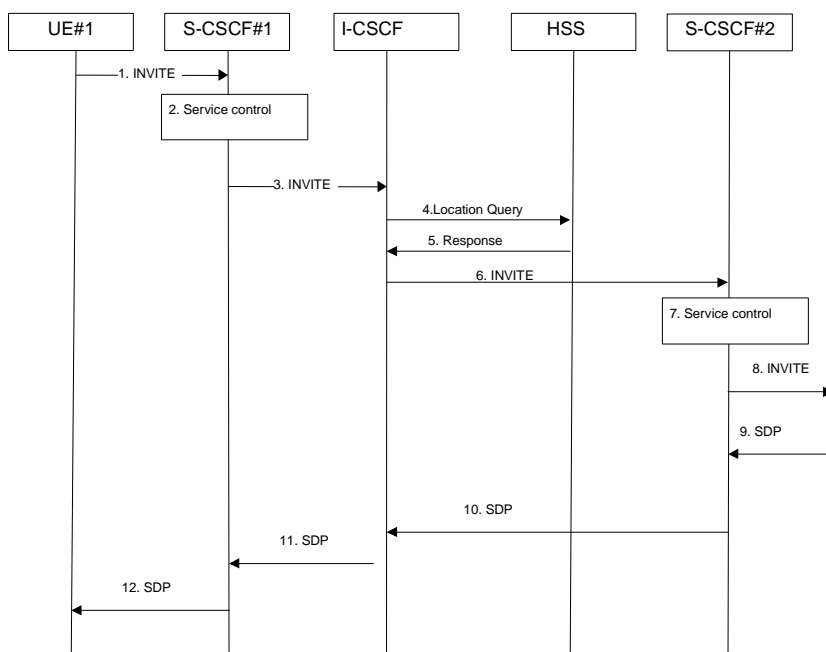 UE#1
S-CSCF#1
I-CSCF
HSS
S-CSCF#2
1. INVITE
2. Service control
3. INVITE
4.Location Query
5. Response
6. INVITE
7. Service control
8. INVITE
9. SDP
10. SDP
11. SDP
12. SDP